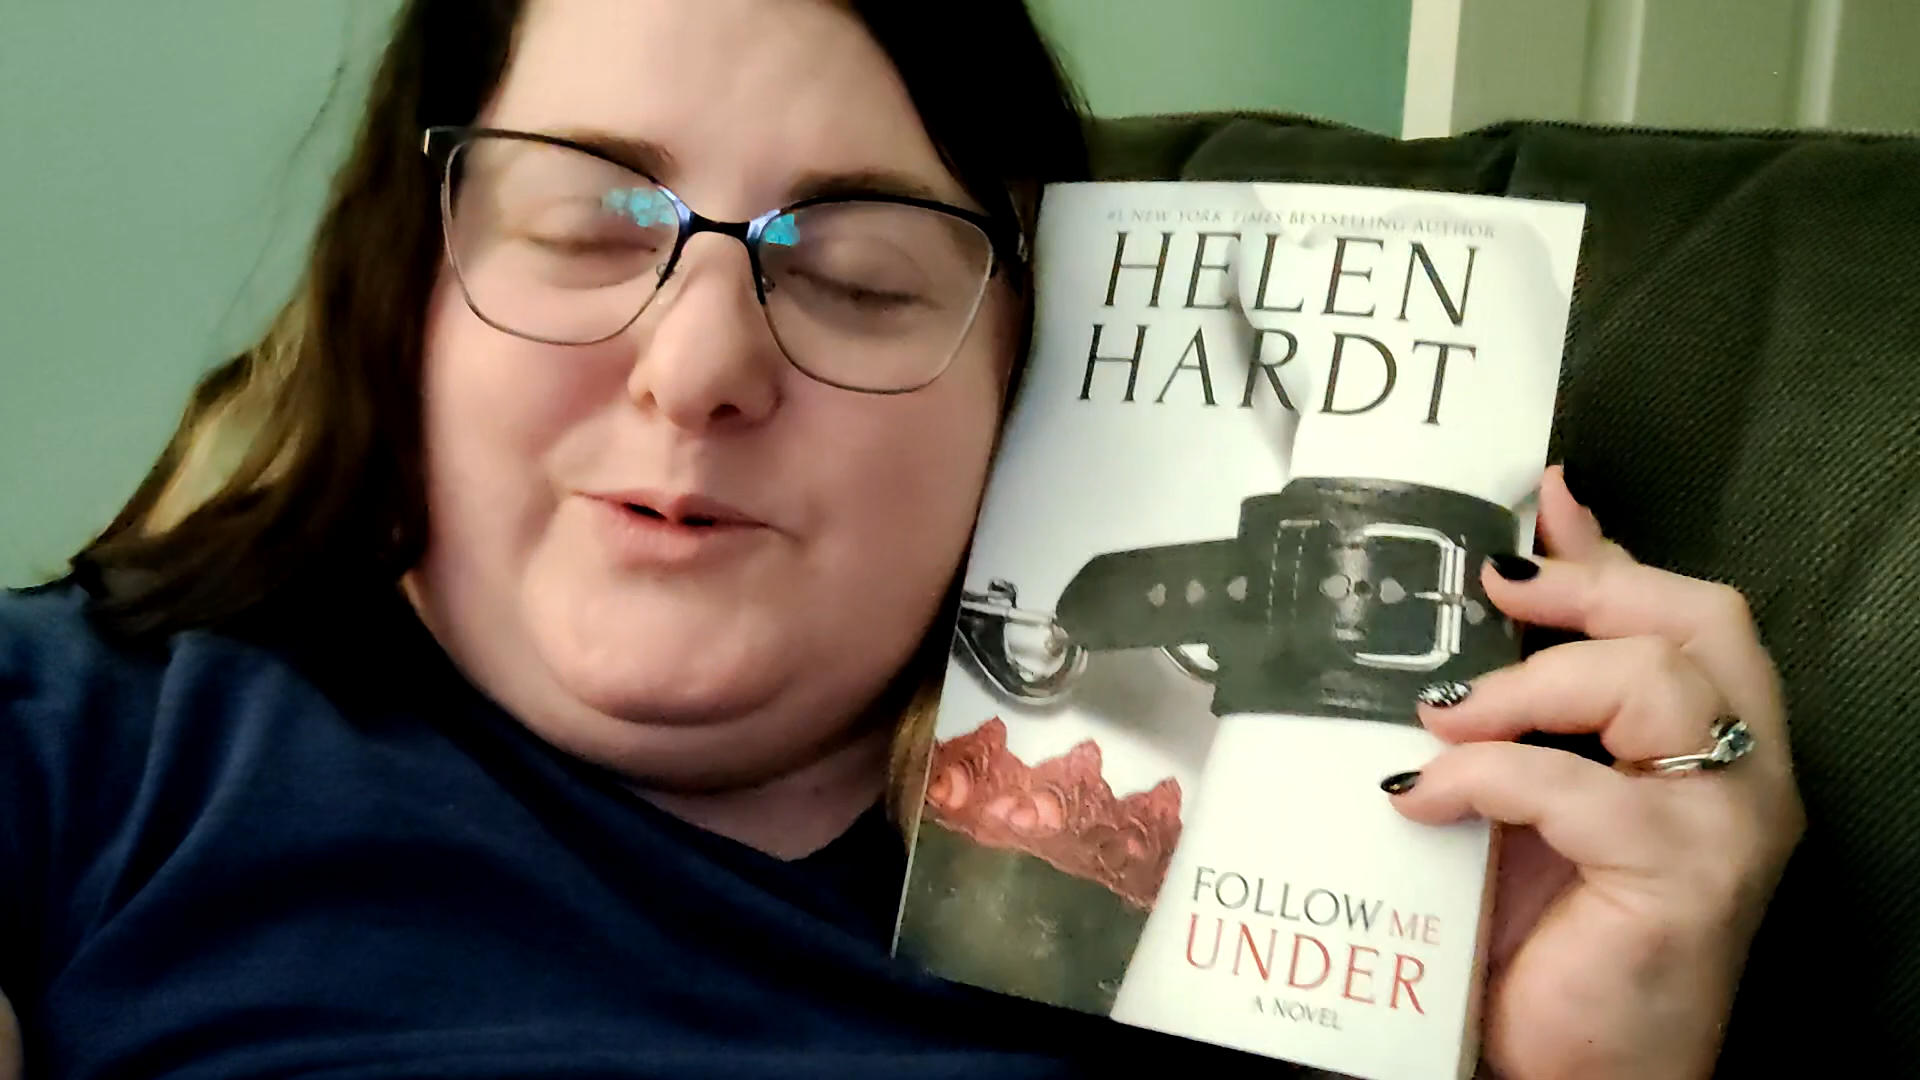 #1 NEW YORK TIMES BESTSELLING AUTHOR
HELEN
HARDT
FOLLOW ME
UNDER
A NOVEL